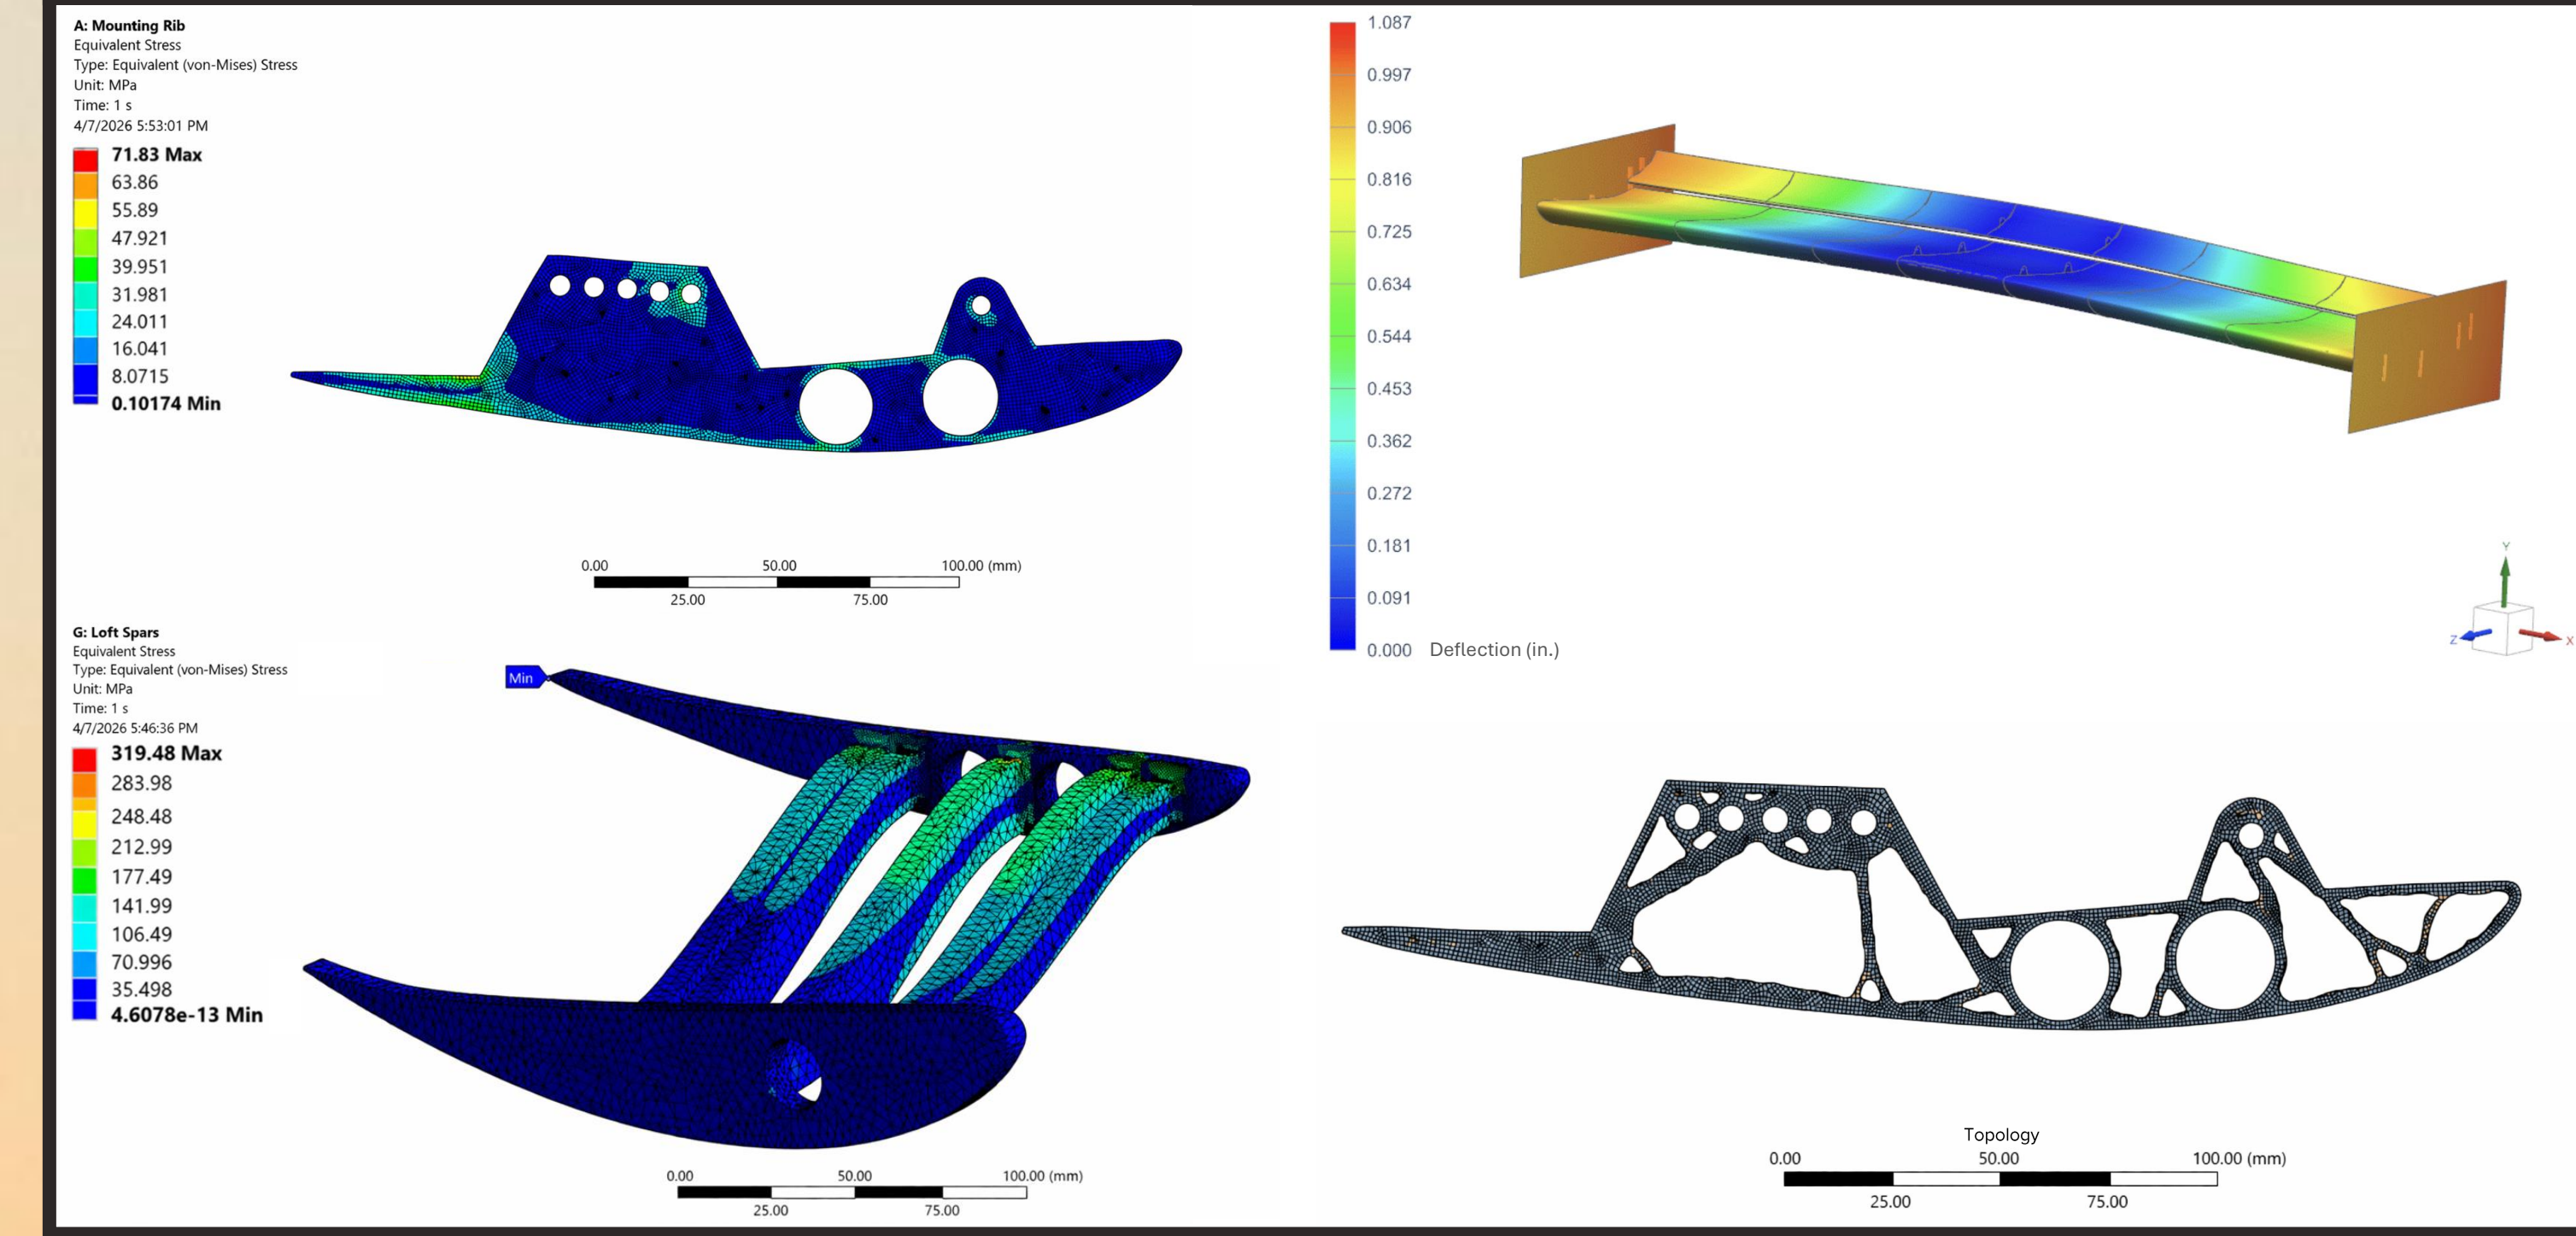 A: Mounting Rib
Equivalent Stress
Type: Equivalent (von-Mises) Stress
Unit: MPa
Time: 1 s
4/7/2026 5:53:01 PM
71.83 Max
63.86
55.89
47.921
39.951
31.981
24.011
16.041
8.0715
0.10174 Min
0.00 50.00 100.00 (mm)
25.00 75.00
1.087
0.997
0.906
0.816
0.725
0.634
0.544
0.453
0.362
0.272
0.181
0.091
0.000 Deflection (in.)
Y
Z
X
G: Loft Spars
Equivalent Stress
Type: Equivalent (von-Mises) Stress
Unit: MPa
Time: 1 s
4/7/2026 5:46:36 PM
319.48 Max
283.98
248.48
212.99
177.49
141.99
106.49
70.996
35.498
4.6078e-13 Min
Min
0.00 50.00 100.00 (mm)
25.00 75.00
Topology
0.00 50.00 100.00 (mm)
25.00 75.00